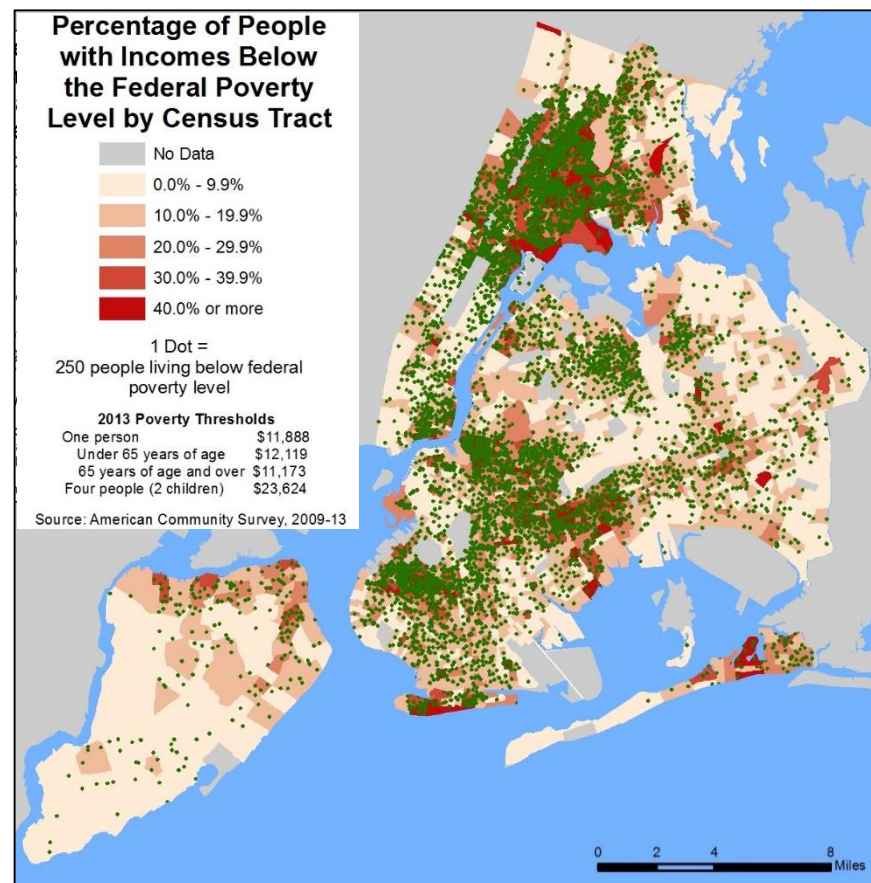 Percentage of People
with Incomes Below
the Federal Poverty
Level by Census Tract
No Data
0.0% - 9.9%
10.0% - 19.9%
20.0% - 29.9%
30.0% - 39.9%
40.0% or more
1 Dot =
250 people living below federal
poverty level
2013 Poverty Thresholds
One person $11,888
Under 65 years of age $12,119
65 years of age and over $11,173
Four people (2 children) $23,624
Source: American Community Survey, 2009-13
0 2 4 8
Miles